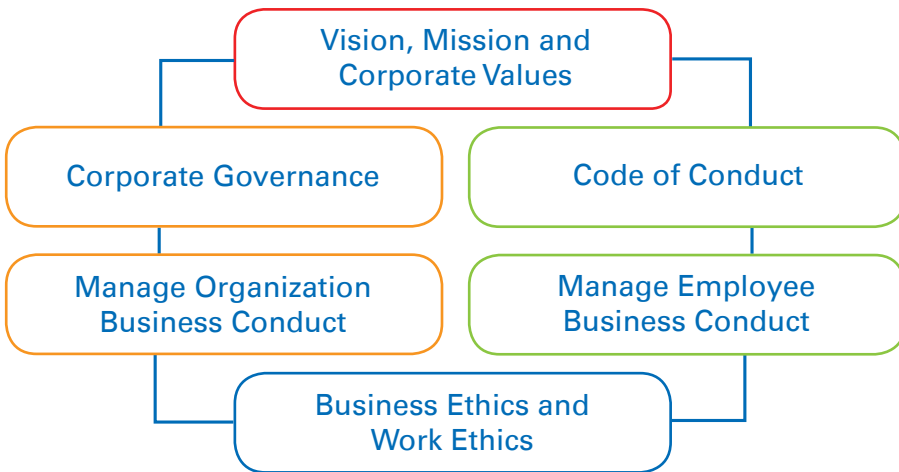 Vision, Mission and
Corporate Values
Corporate Governance
Code of Conduct
Manage Organization
Business Conduct
Manage Employee
Business Conduct
Business Ethics and
Work Ethics